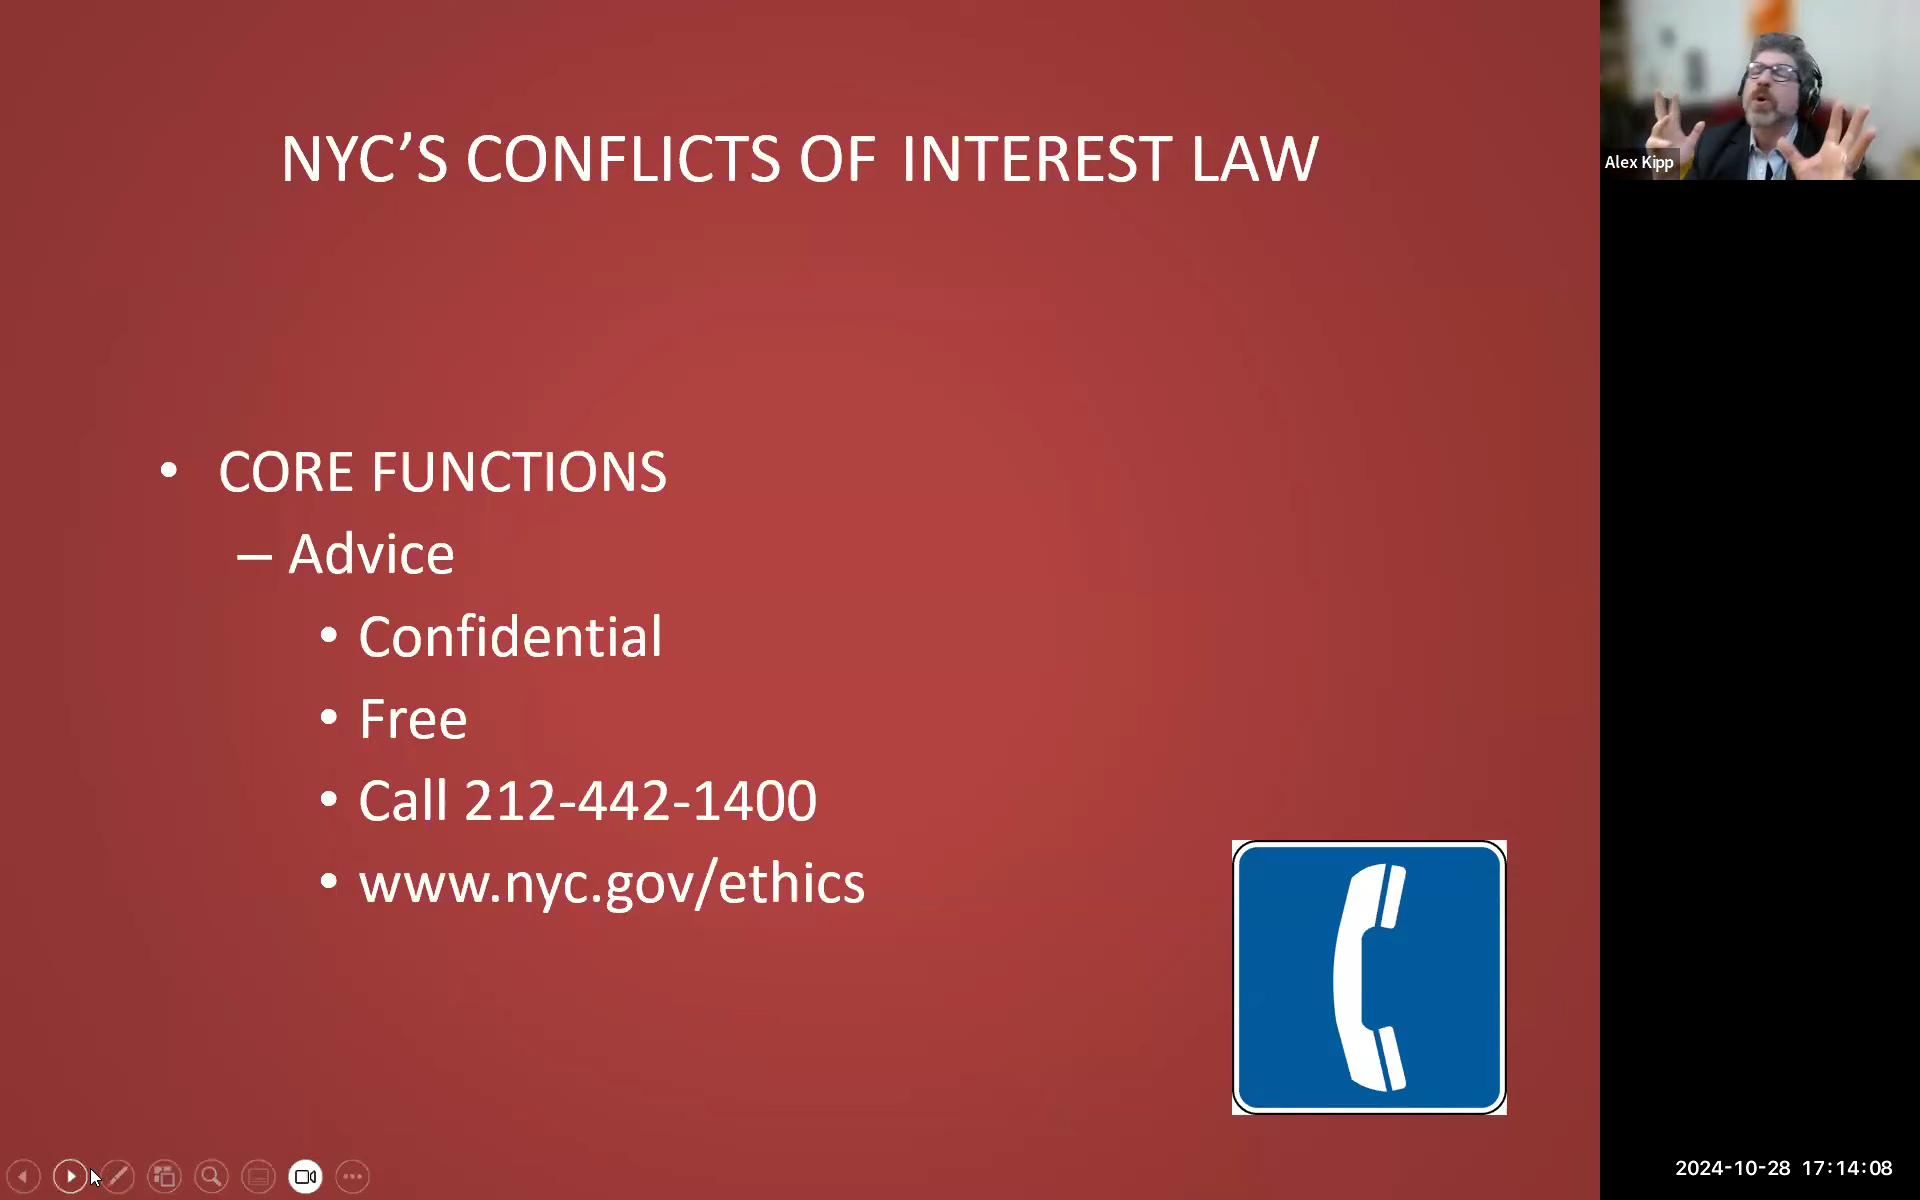 NYC’S CONFLICTS OF INTEREST LAW
Alex Kipp
• CORE FUNCTIONS
– Advice
• Confidential
• Free
• Call 212-442-1400
• www.nyc.gov/ethics
2024-10-28 17:14:08